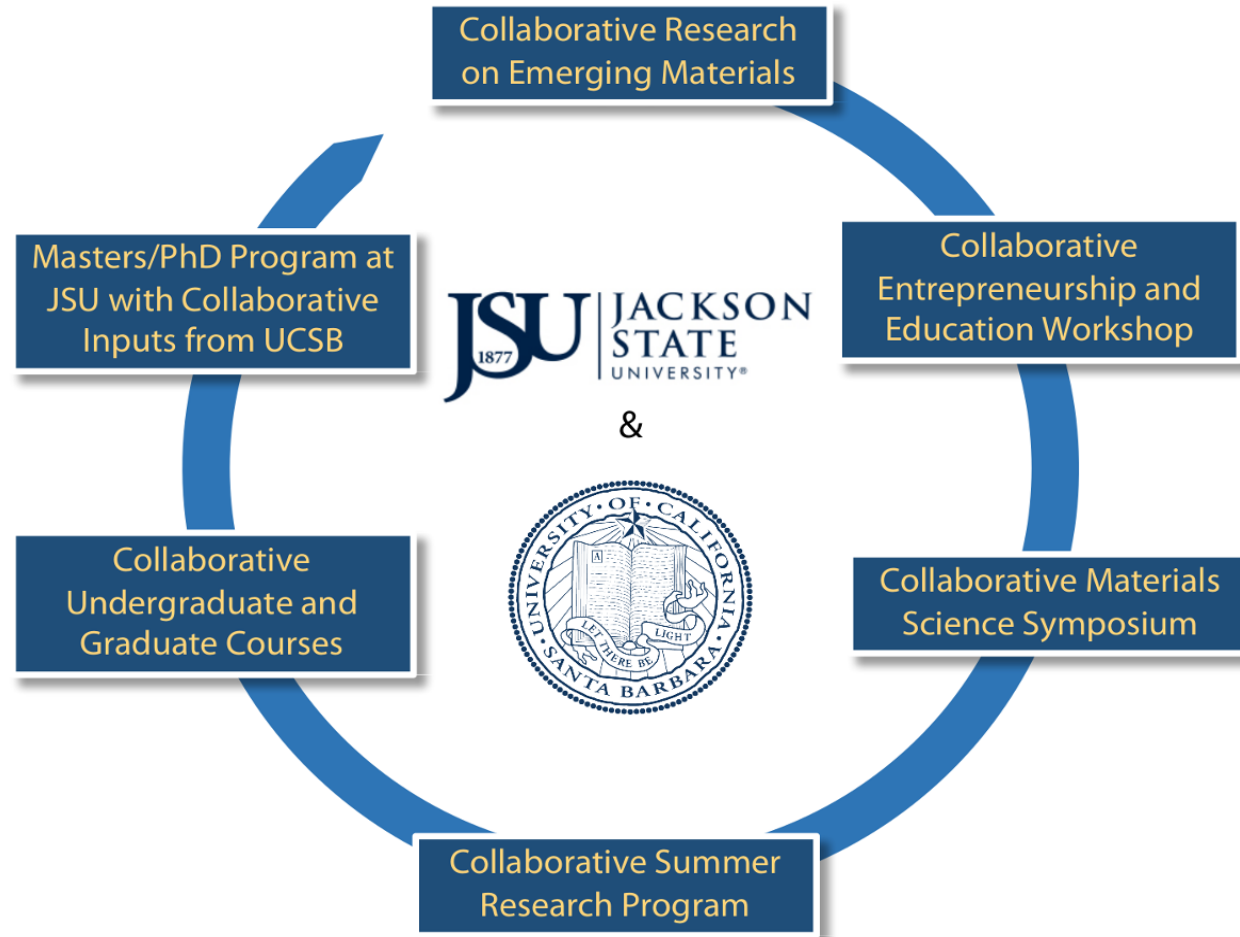 Collaborative Research
on Emerging Materials
Collaborative
Entrepreneurship and
Education Workshop
Collaborative Materials
Science Symposium
Collaborative Summer
Research Program
Collaborative
Undergraduate and
Graduate Courses
Masters/PhD Program at
JSU with Collaborative
Inputs from UCSB
JSU
1877
JACKSON
STATE
UNIVERSITY®
&
UNIVERSITY·OF·CALIFORNIA·SANTA BARBARA·
A
LET THERE BE
LIGHT